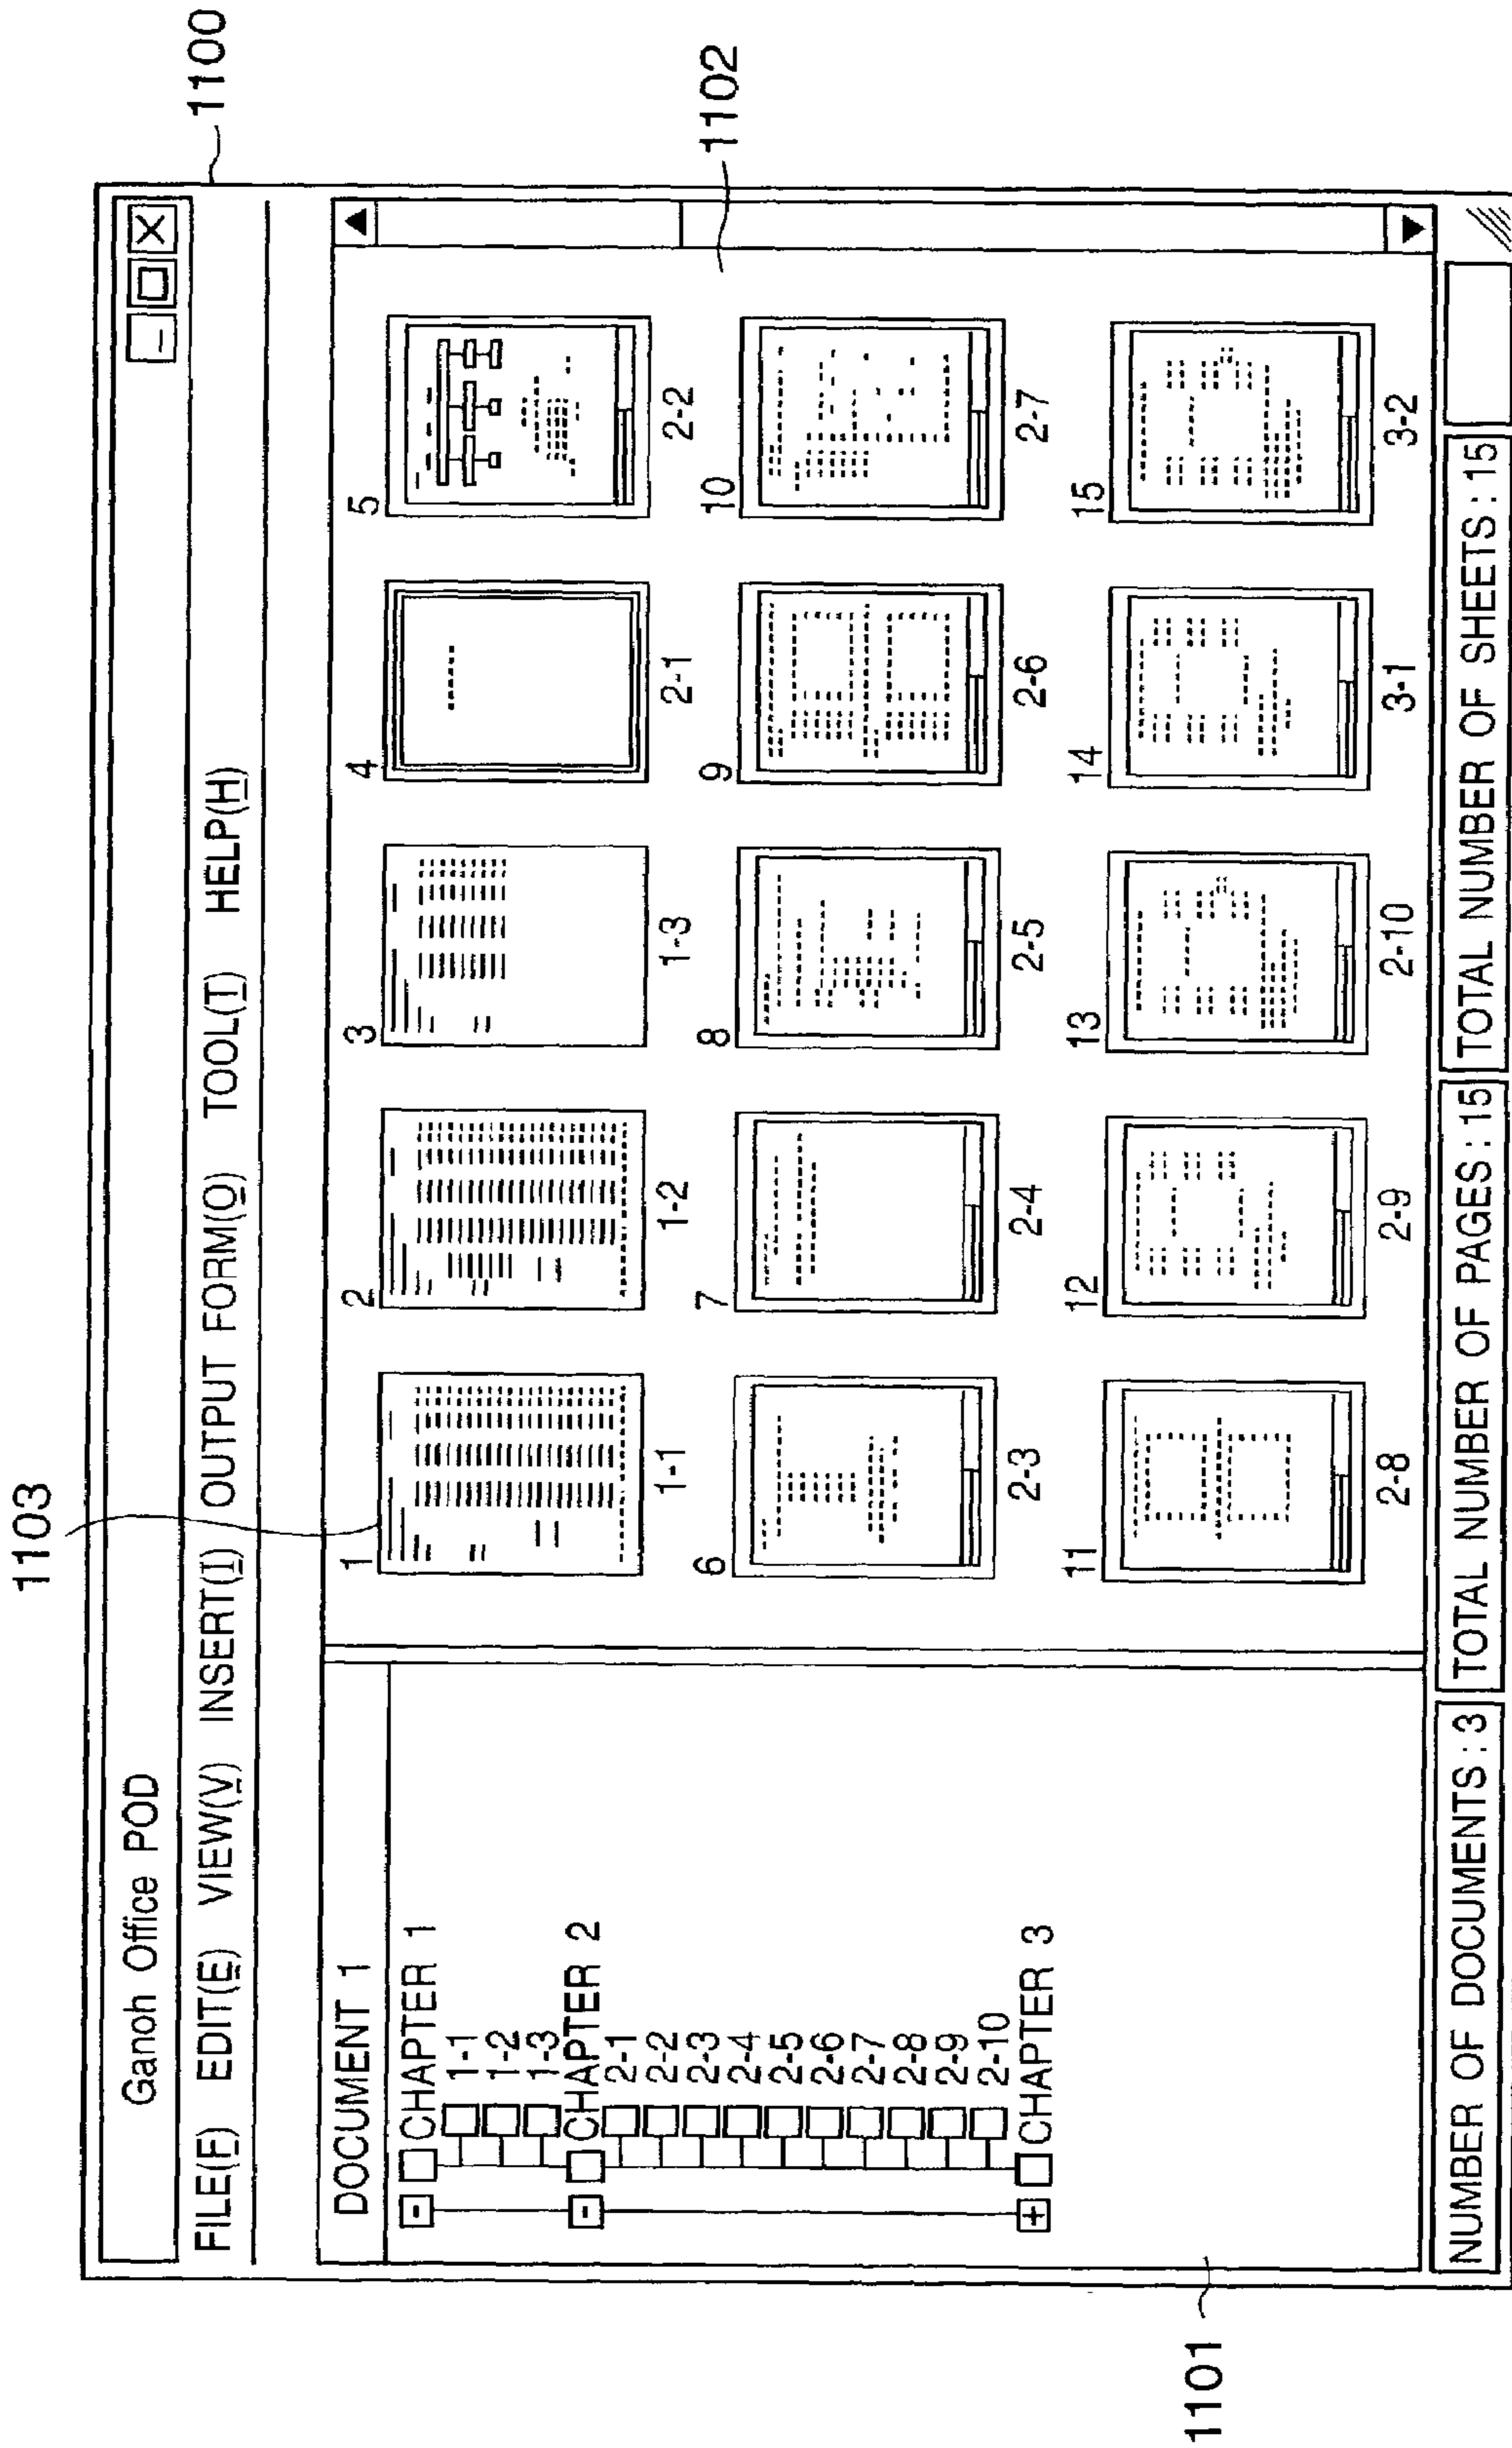 1103
1100
Ganoh Office POD
FILE(F) EDIT(E) VIEW(V) INSERT(I) OUTPUT FORM(O) TOOL(T) HELP(H)
DOCUMENT 1
- CHAPTER 1
1-1
1-2
1-3
- CHAPTER 2
2-1
2-2
2-3
2-4
2-5
2-6
2-7
2-8
2-9
2-10
+ CHAPTER 3
1101
1 2 3 4 5
1-1 1-2 1-3 2-1 2-2
1102
6 7 8 9 10
2-3 2-4 2-5 2-6 2-7
11 12 13 14 15
2-8 2-9 2-10 3-1 3-2
NUMBER OF DOCUMENTS : 3 TOTAL NUMBER OF PAGES : 15 TOTAL NUMBER OF SHEETS : 15